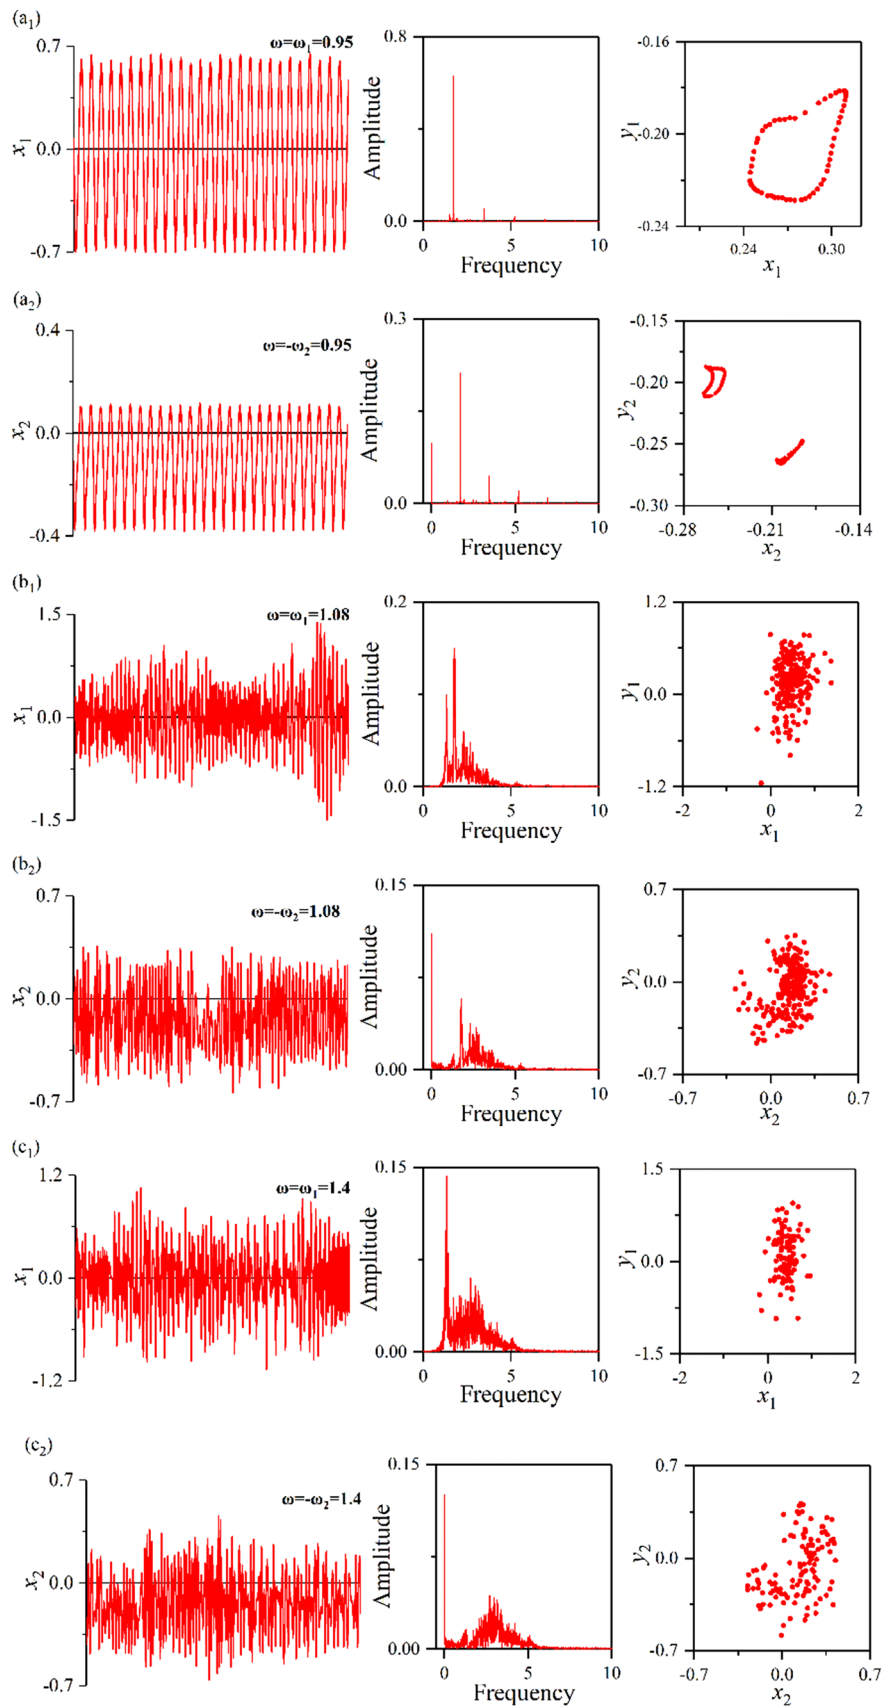 (a1)
ω=ω1=0.95
0.7
0.0
-0.7
x1
0.8
0.0
Amplitude
0 5 10
Frequency
-0.16
-0.20
-0.24
y1
0.24 0.30
x1
(a2)
ω=-ω2=0.95
0.4
0.0
-0.4
x2
0.3
0.0
Amplitude
0 5 10
Frequency
-0.15
-0.20
-0.25
-0.30
y2
-0.28 -0.21 -0.14
x2
(b1)
ω=ω1=1.08
1.5
0.0
-1.5
x1
0.2
0.0
Amplitude
0 5 10
Frequency
1.2
0.0
-1.2
y1
-2 0 2
x1
(b2)
ω=-ω2=1.08
0.7
0.0
-0.7
x2
0.15
0.00
Amplitude
0 5 10
Frequency
0.7
0.0
-0.7
y2
-0.7 0.0 0.7
x2
(c1)
ω=ω1=1.4
1.2
0.0
-1.2
x1
0.15
0.00
Amplitude
0 5 10
Frequency
1.5
0.0
-1.5
y1
-2 0 2
x1
(c2)
ω=-ω2=1.4
0.7
0.0
-0.7
x2
0.15
0.00
Amplitude
0 5 10
Frequency
0.7
0.0
-0.7
y2
-0.7 0.0 0.7
x2